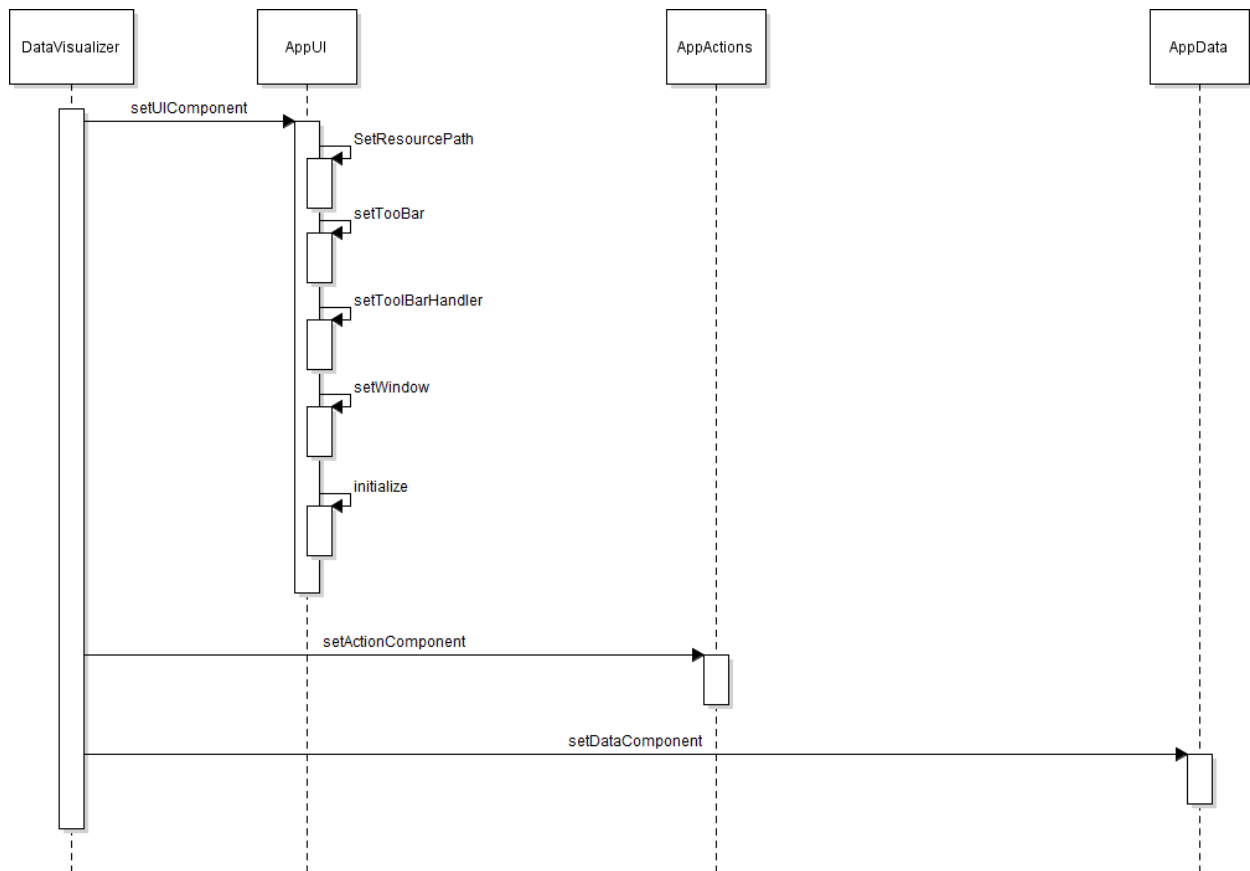 DataVisualizer
AppUI
AppActions
AppData
setUIComponent
SetResourcePath
setTooBar
setToolBarHandler
setWindow
initialize
setActionComponent
setDataComponent